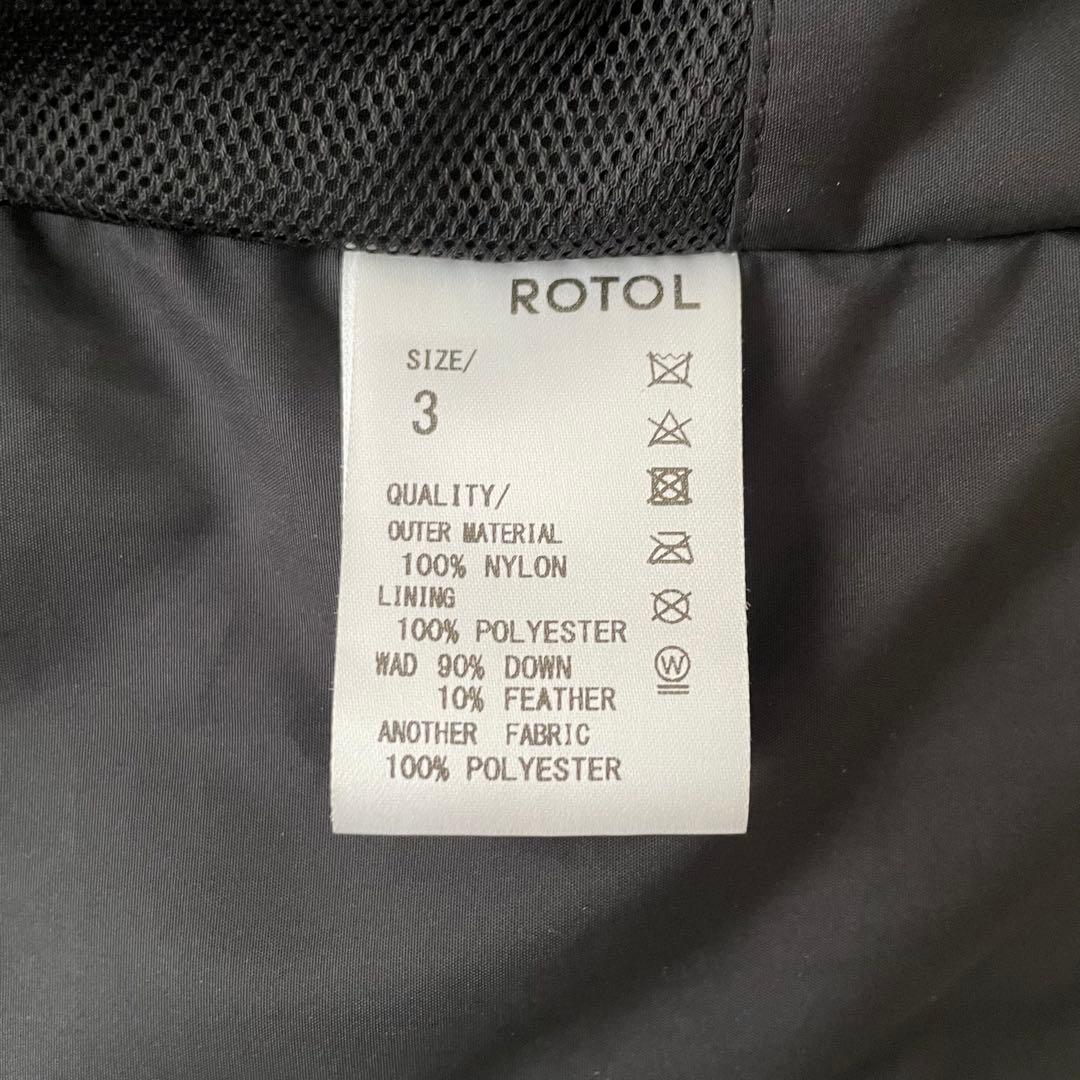 ROTOL
SIZE/
3
QUALITY/
OUTER MATERIAL
100% NYLON
LINING
100% POLYESTER
WAD 90% DOWN
10% FEATHER
ANOTHER FABRIC
100% POLYESTER
W